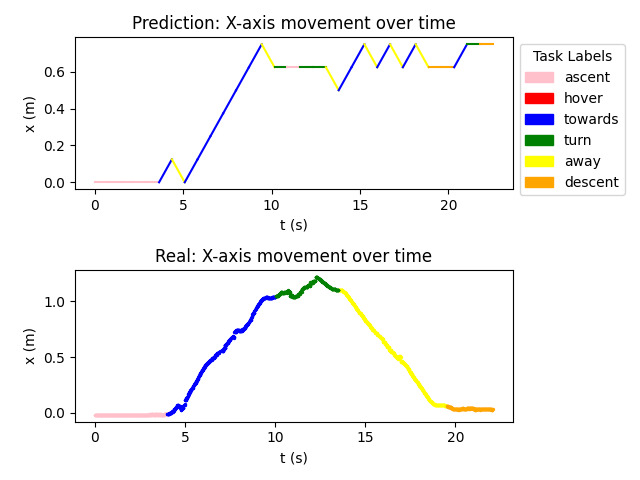 Prediction: X-axis movement over time
x (m)
0.6
0.4
0.2
0.0
0 5 10 15 20
t (s)
Task Labels
ascent
hover
towards
turn
away
descent
Real: X-axis movement over time
x (m)
1.0
0.5
0.0
0 5 10 15 20
t (s)